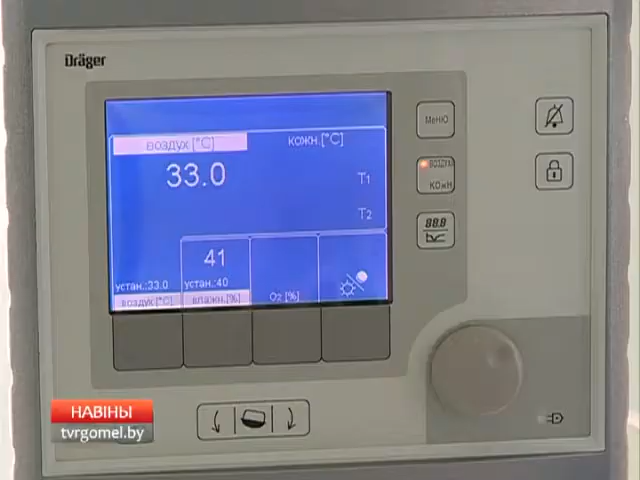 Dräger
воздух [°C] кожн.[°C]
33.0
T1
T2
41
устан.:33.0 устан.:40
воздух [°C] влажн.[%] O2 [%]
Меню
воздух
кожн
88.8
НАВІНЫ
tvrgomel.by